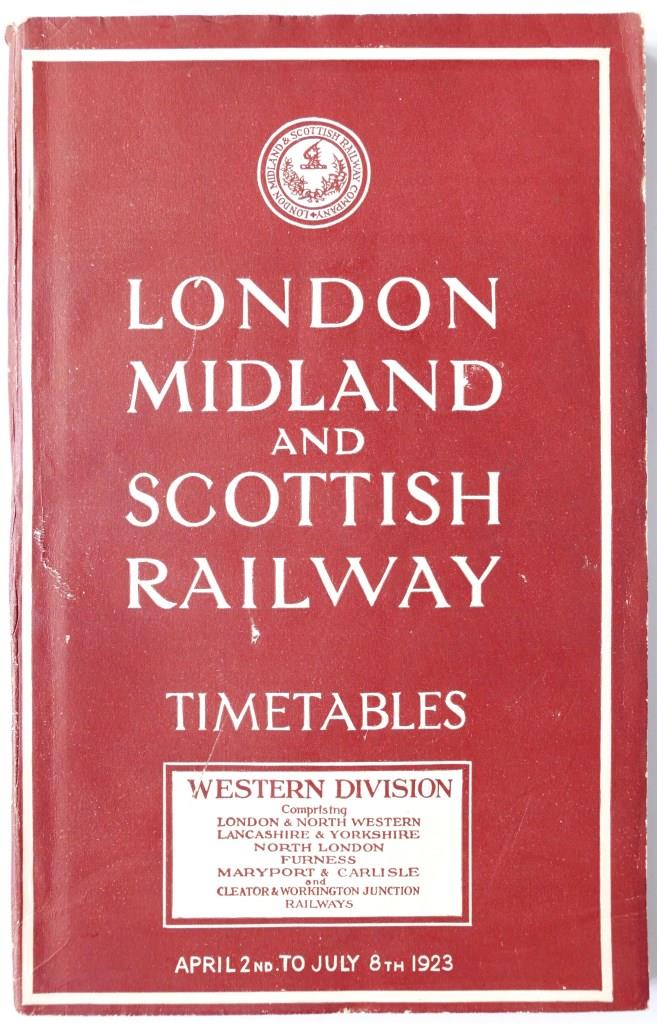 LONDON MIDLAND & SCOTTISH RAILWAY COMPANY
LONDON
MIDLAND
AND
SCOTTISH
RAILWAY
TIMETABLES
WESTERN DIVISION
Comprising
LONDON & NORTH WESTERN
LANCASHIRE & YORKSHIRE
NORTH LONDON
FURNESS
MARYPORT & CARLISLE
and
CLEATOR & WORKINGTON JUNCTION
RAILWAYS
APRIL 2ND. TO JULY 8TH 1923